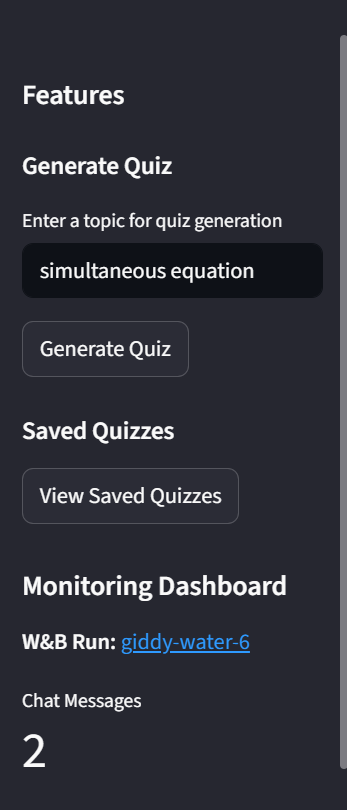 Features
Generate Quiz
Enter a topic for quiz generation
simultaneous equation
Generate Quiz
Saved Quizzes
View Saved Quizzes
Monitoring Dashboard
W&B Run: giddy-water-6
Chat Messages
2